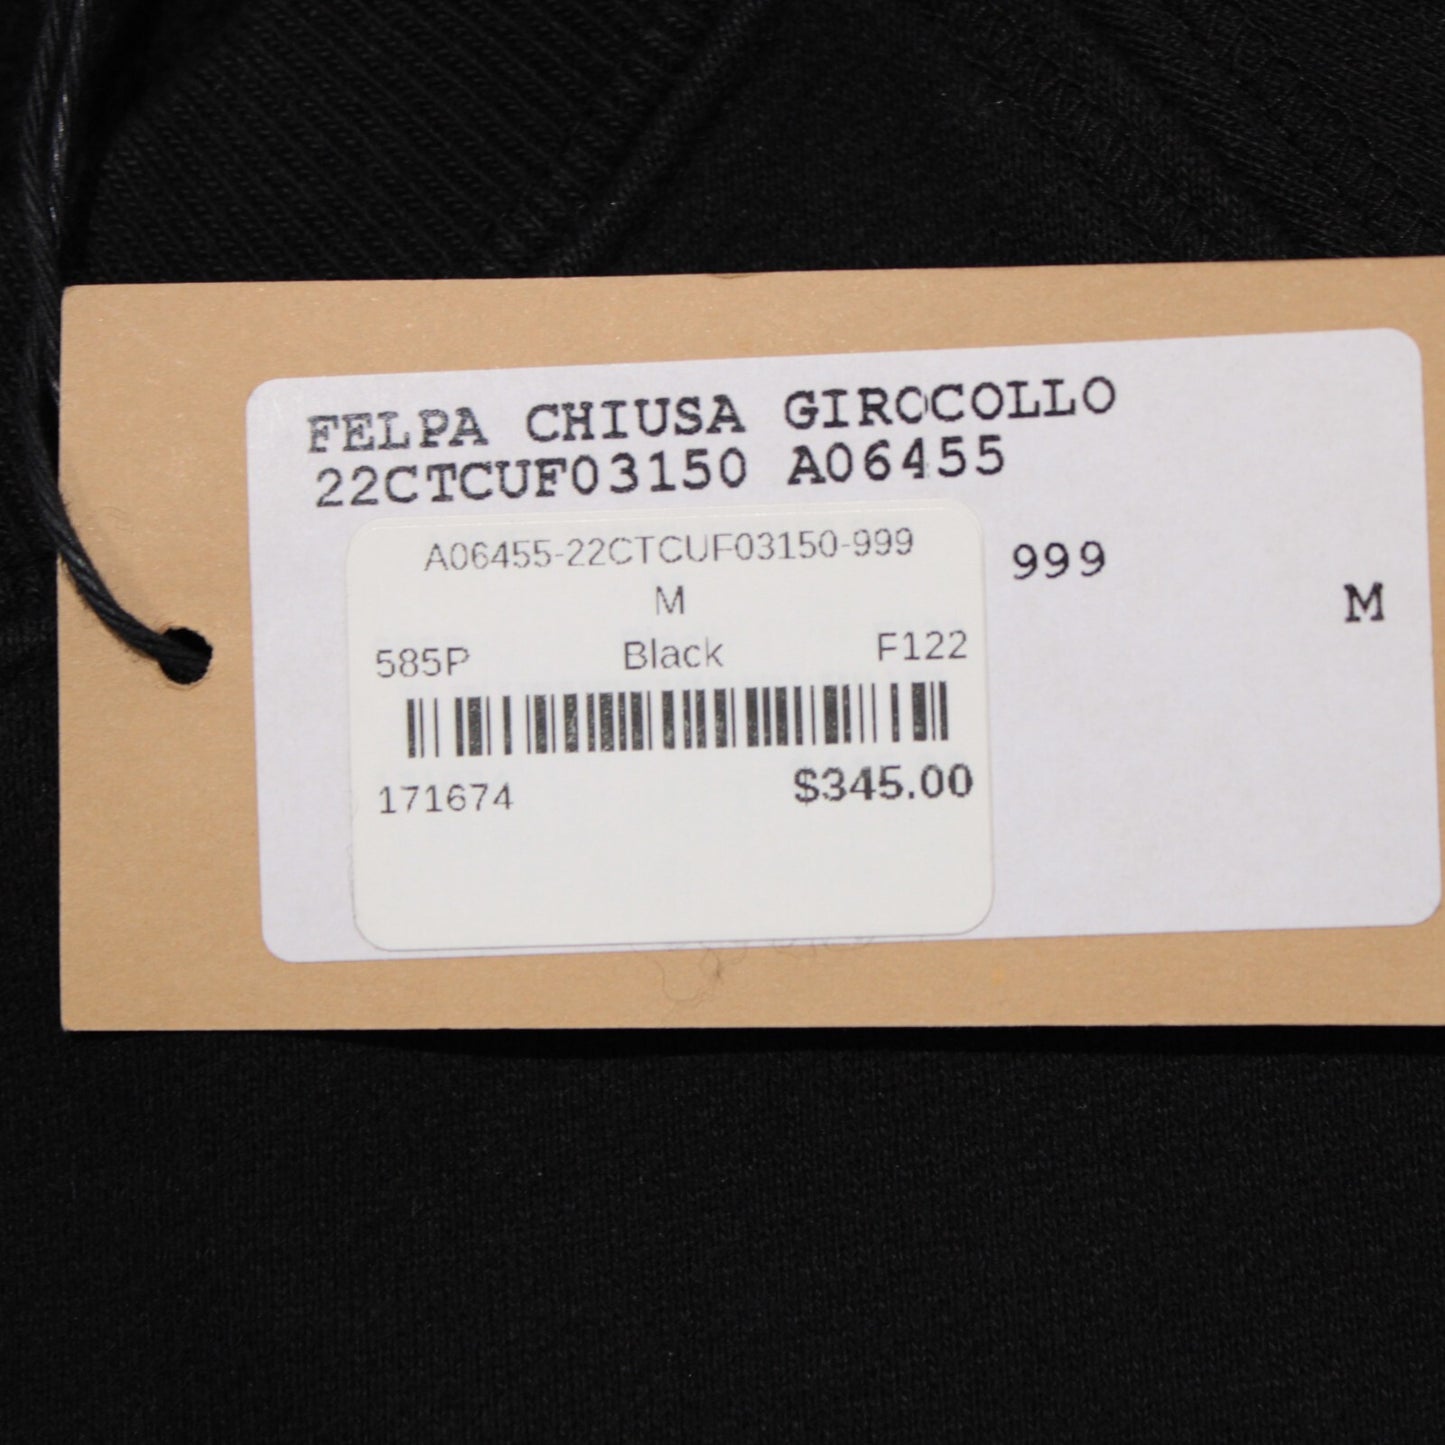 FELPA CHIUSA GIROCOLLO
22CTCUF03150 A06455
999
M
A06455-22CTCUF03150-999
M
585P Black F122
171674 $345.00